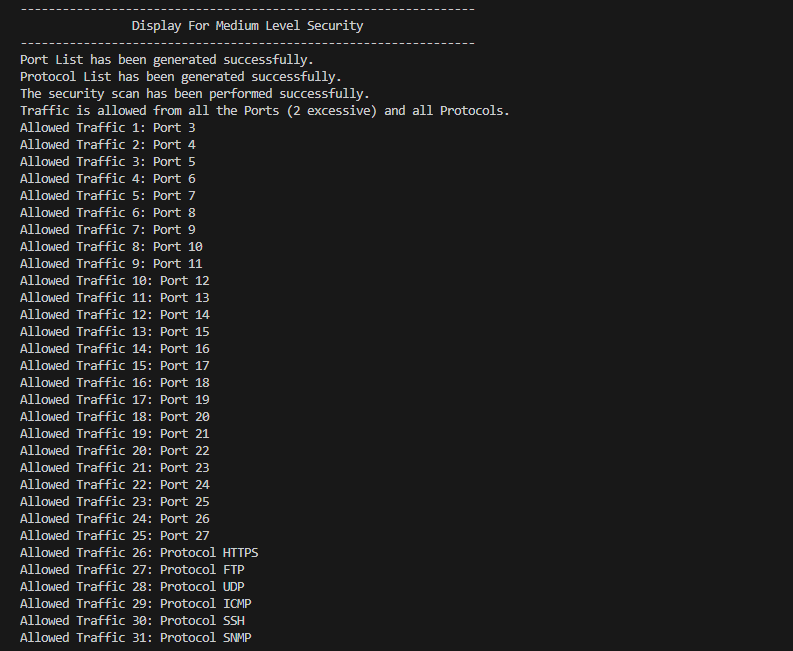 -----------------------------------------------------------------
Display For Medium Level Security
-----------------------------------------------------------------
Port List has been generated successfully.
Protocol List has been generated successfully.
The security scan has been performed successfully.
Traffic is allowed from all the Ports (2 excessive) and all Protocols.
Allowed Traffic 1: Port 3
Allowed Traffic 2: Port 4
Allowed Traffic 3: Port 5
Allowed Traffic 4: Port 6
Allowed Traffic 5: Port 7
Allowed Traffic 6: Port 8
Allowed Traffic 7: Port 9
Allowed Traffic 8: Port 10
Allowed Traffic 9: Port 11
Allowed Traffic 10: Port 12
Allowed Traffic 11: Port 13
Allowed Traffic 12: Port 14
Allowed Traffic 13: Port 15
Allowed Traffic 14: Port 16
Allowed Traffic 15: Port 17
Allowed Traffic 16: Port 18
Allowed Traffic 17: Port 19
Allowed Traffic 18: Port 20
Allowed Traffic 19: Port 21
Allowed Traffic 20: Port 22
Allowed Traffic 21: Port 23
Allowed Traffic 22: Port 24
Allowed Traffic 23: Port 25
Allowed Traffic 24: Port 26
Allowed Traffic 25: Port 27
Allowed Traffic 26: Protocol HTTPS
Allowed Traffic 27: Protocol FTP
Allowed Traffic 28: Protocol UDP
Allowed Traffic 29: Protocol ICMP
Allowed Traffic 30: Protocol SSH
Allowed Traffic 31: Protocol SNMP